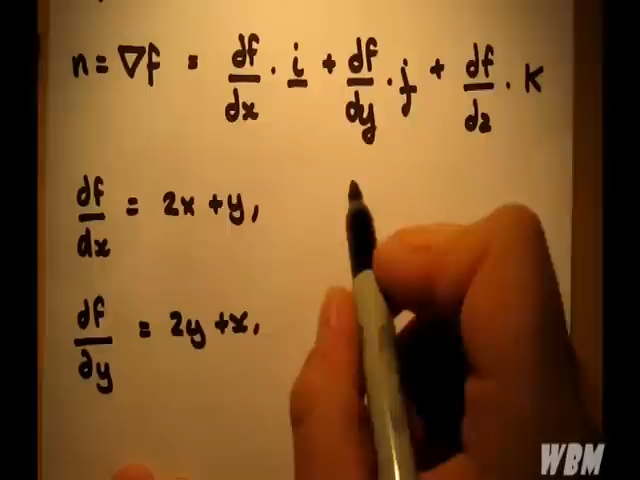 n = ∇f = df/dx . i + df/dy . j + df/dz . k
df/dx = 2x + y,
df/dy = 2y + x,
WBM